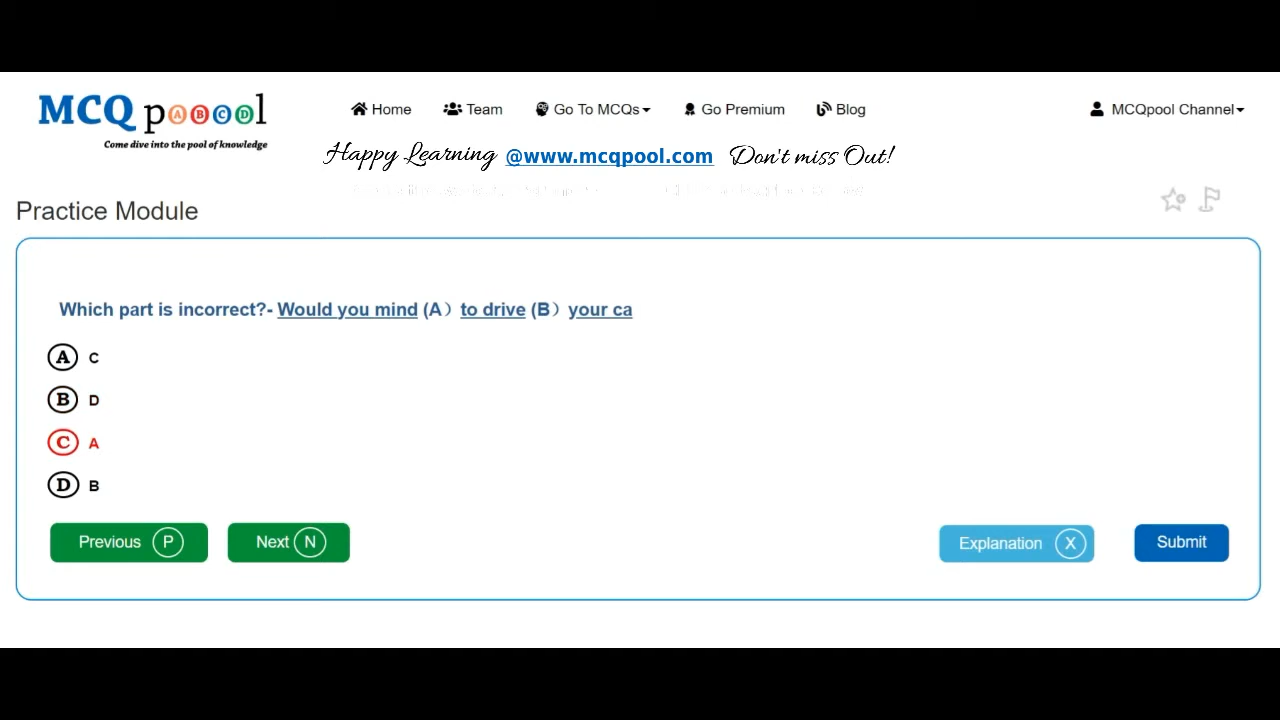 MCQ pABCDl
Come dive into the pool of knowledge
Home Team Go To MCQs Go Premium Blog MCQpool Channel
Happy Learning @www.mcqpool.com Don't miss Out!
Practice Module
Which part is incorrect?- Would you mind (A） to drive (B） your ca
A C
B D
C A
D B
Previous P Next N Explanation X Submit